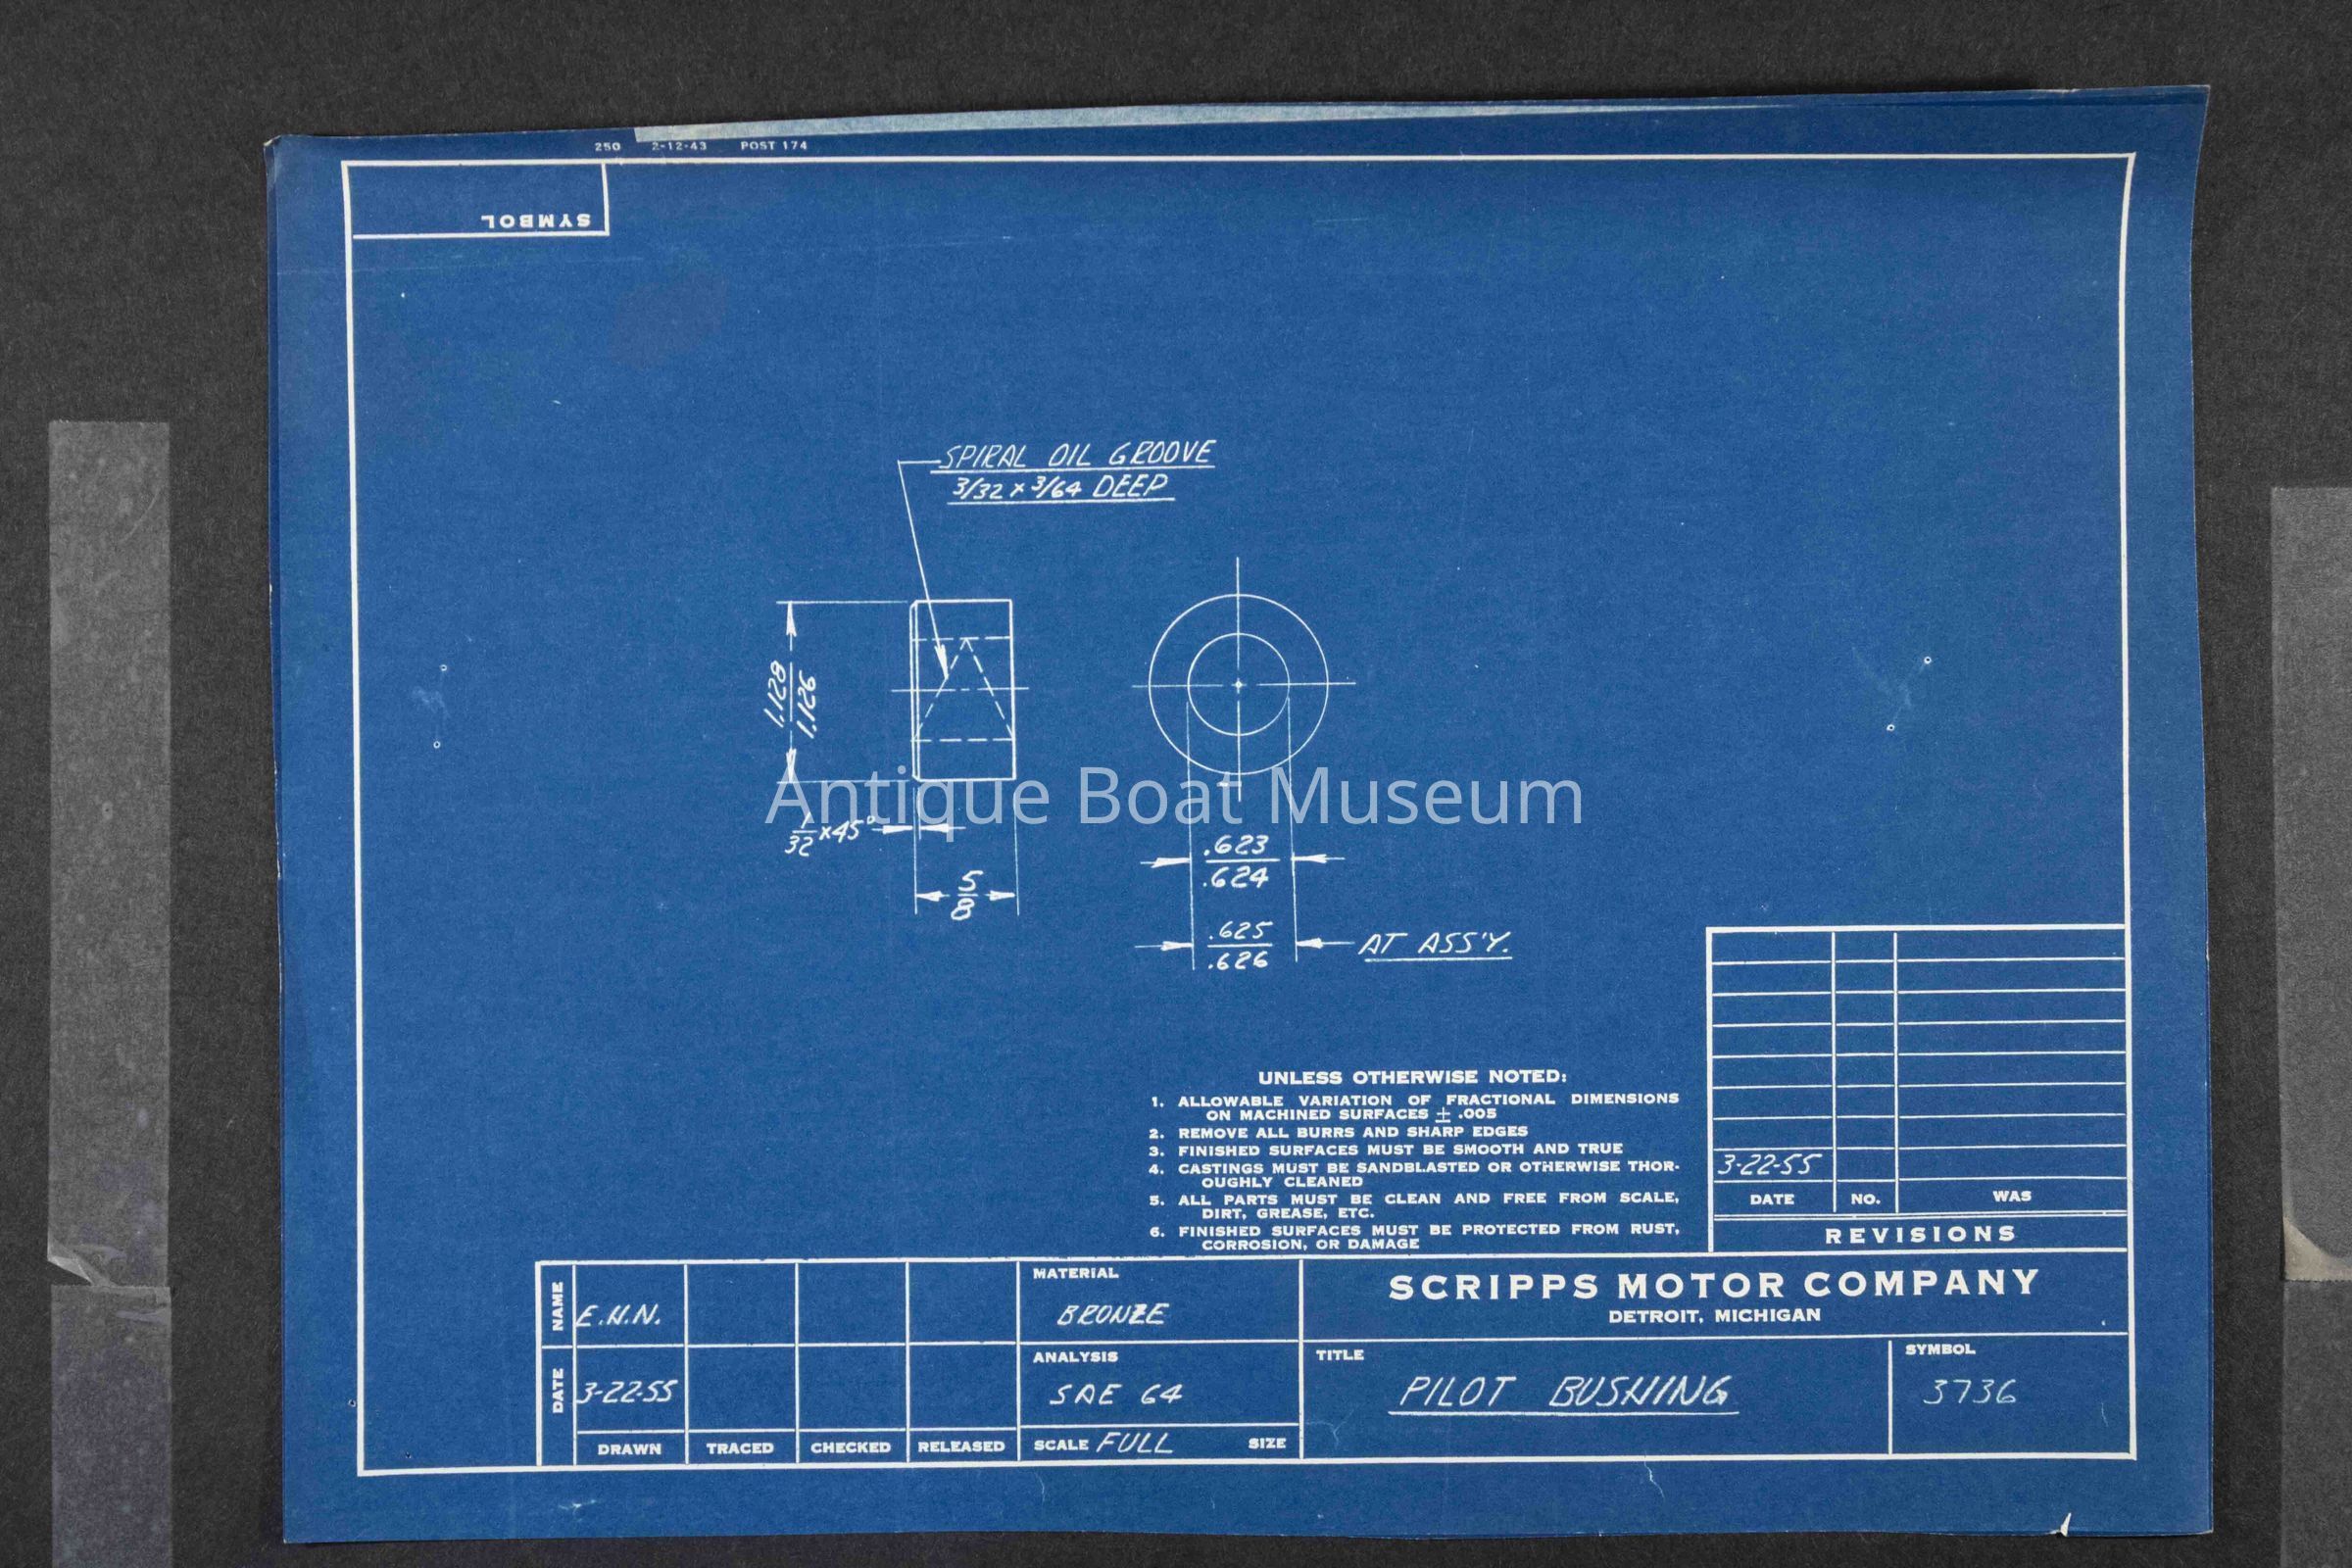 250 2-12-43 POST 174
SYMBOL
SPIRAL OIL GROOVE
3/32 x 3/64 DEEP
1.128
1.126
1/32 x 45°
5/8
.623
.624
.625
.626
AT ASS'Y.
Antique Boat Museum
UNLESS OTHERWISE NOTED:
1. ALLOWABLE VARIATION OF FRACTIONAL DIMENSIONS
ON MACHINED SURFACES ± .005
2. REMOVE ALL BURRS AND SHARP EDGES
3. FINISHED SURFACES MUST BE SMOOTH AND TRUE
4. CASTINGS MUST BE SANDBLASTED OR OTHERWISE THOR-
OUGHLY CLEANED
5. ALL PARTS MUST BE CLEAN AND FREE FROM SCALE,
DIRT, GREASE, ETC.
6. FINISHED SURFACES MUST BE PROTECTED FROM RUST,
CORROSION, OR DAMAGE
3-22-55
DATE NO. WAS
REVISIONS
NAME E.H.N.
DATE 3-22-55
DRAWN TRACED CHECKED RELEASED
MATERIAL
BRONZE
ANALYSIS
SAE 64
SCALE FULL SIZE
SCRIPPS MOTOR COMPANY
DETROIT, MICHIGAN
TITLE
PILOT BUSHING
SYMBOL
3736